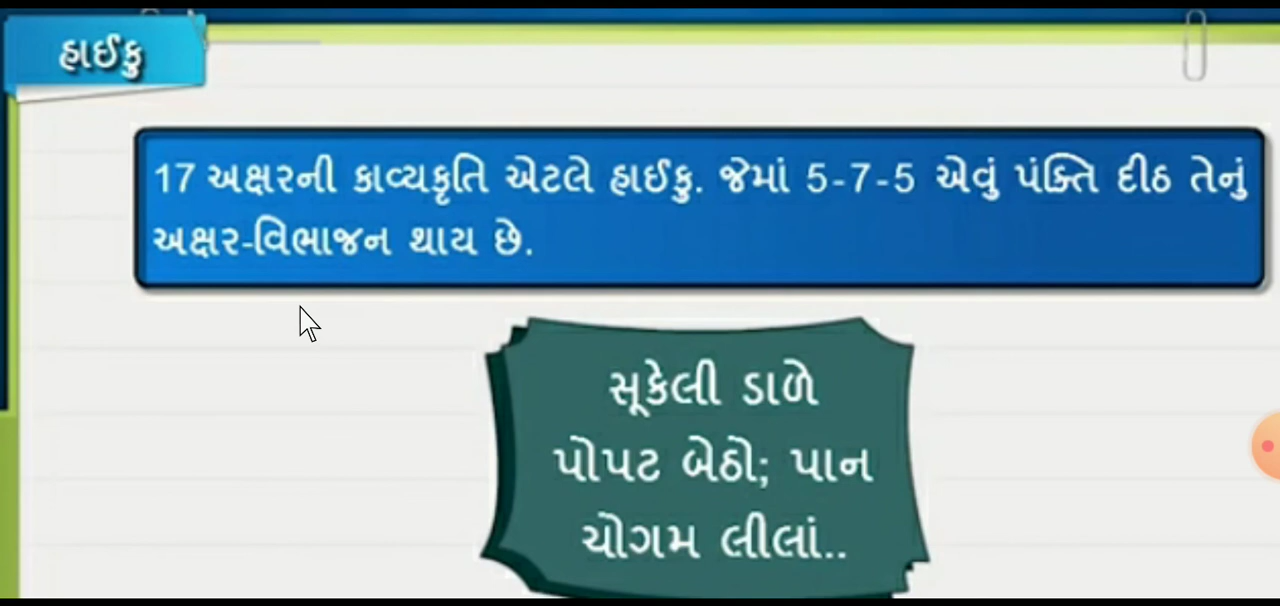 હાઈકુ
17 અક્ષરની કાવ્યકૃતિ એટલે હાઈકુ. જેમાં 5-7-5 એવું પંક્તિ દીઠ તેનું
અક્ષર-વિભાજન થાય છે.
સૂકેલી ડાળે
પોપટ બેઠો; પાન
ચોગમ લીલાં..